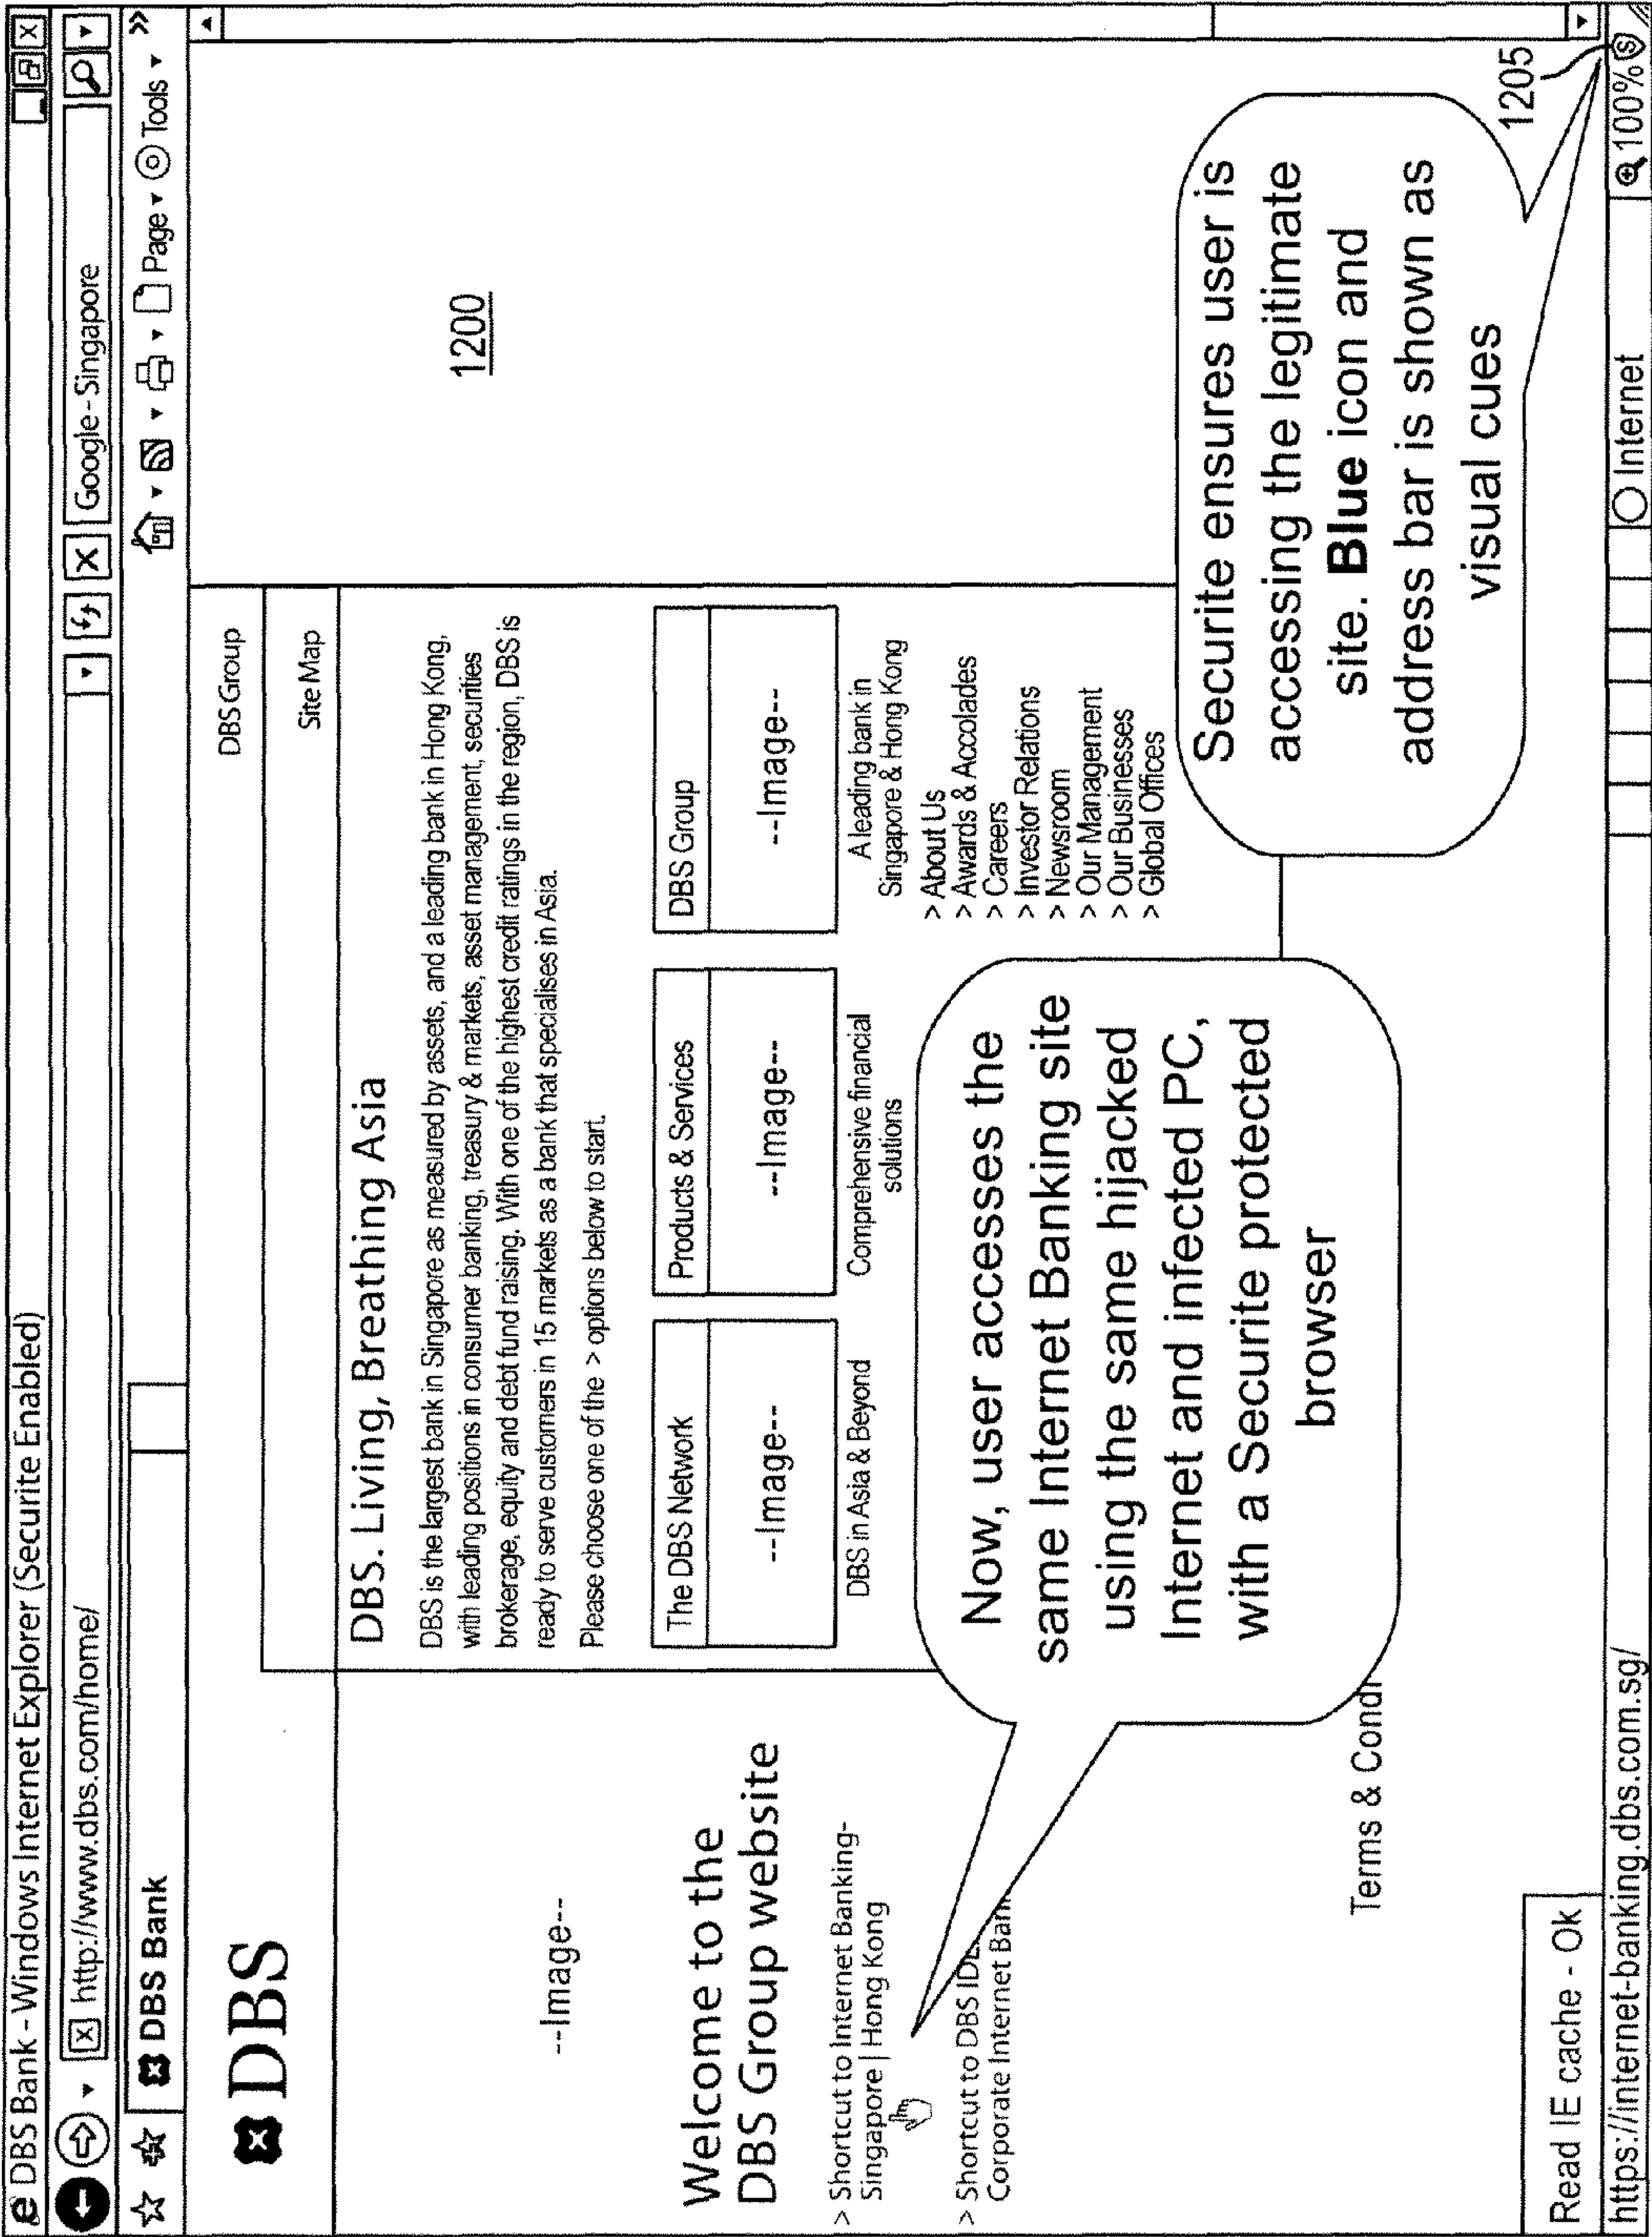 DBS Bank - Windows Internet Explorer (Securite Enabled)
http://www.dbs.com/home/
Google-Singapore
DBS Bank
Page
Tools
DBS
DBS Group
Site Map
--Image--
Welcome to the
DBS Group website
> Shortcut to Internet Banking-
Singapore | Hong Kong
> Shortcut to DBS IDE
Corporate Internet Ban
DBS. Living, Breathing Asia
DBS is the largest bank in Singapore as measured by assets, and a leading bank in Hong Kong,
with leading positions in consumer banking, treasury & markets, asset management, securities
brokerage, equity and debt fund raising. With one of the highest credit ratings in the region, DBS is
ready to serve customers in 15 markets as a bank that specialises in Asia.
Please choose one of the > options below to start.
The DBS Network
--Image--
DBS in Asia & Beyond
Products & Services
--Image--
Comprehensive financial
solutions
DBS Group
--Image--
A leading bank in
Singapore & Hong Kong
> About Us
> Awards & Accolades
> Careers
> Investor Relations
> Newsroom
> Our Management
> Our Businesses
> Global Offices
1200
Now, user accesses the
same Internet Banking site
using the same hijacked
Internet and infected PC,
with a Securite protected
browser
Securite ensures user is
accessing the legitimate
site. Blue icon and
address bar is shown as
visual cues
1205
Terms & Condi
Read IE cache - Ok
https://internet-banking.dbs.com.sg/
Internet
100%
S